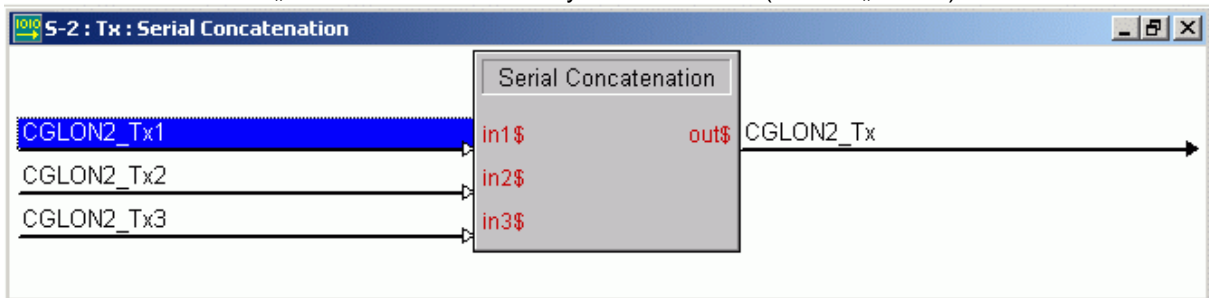 S-2 : Tx : Serial Concatenation
Serial Concatenation
CGLON2_Tx1 in1$ out$ CGLON2_Tx
CGLON2_Tx2 in2$
CGLON2_Tx3 in3$